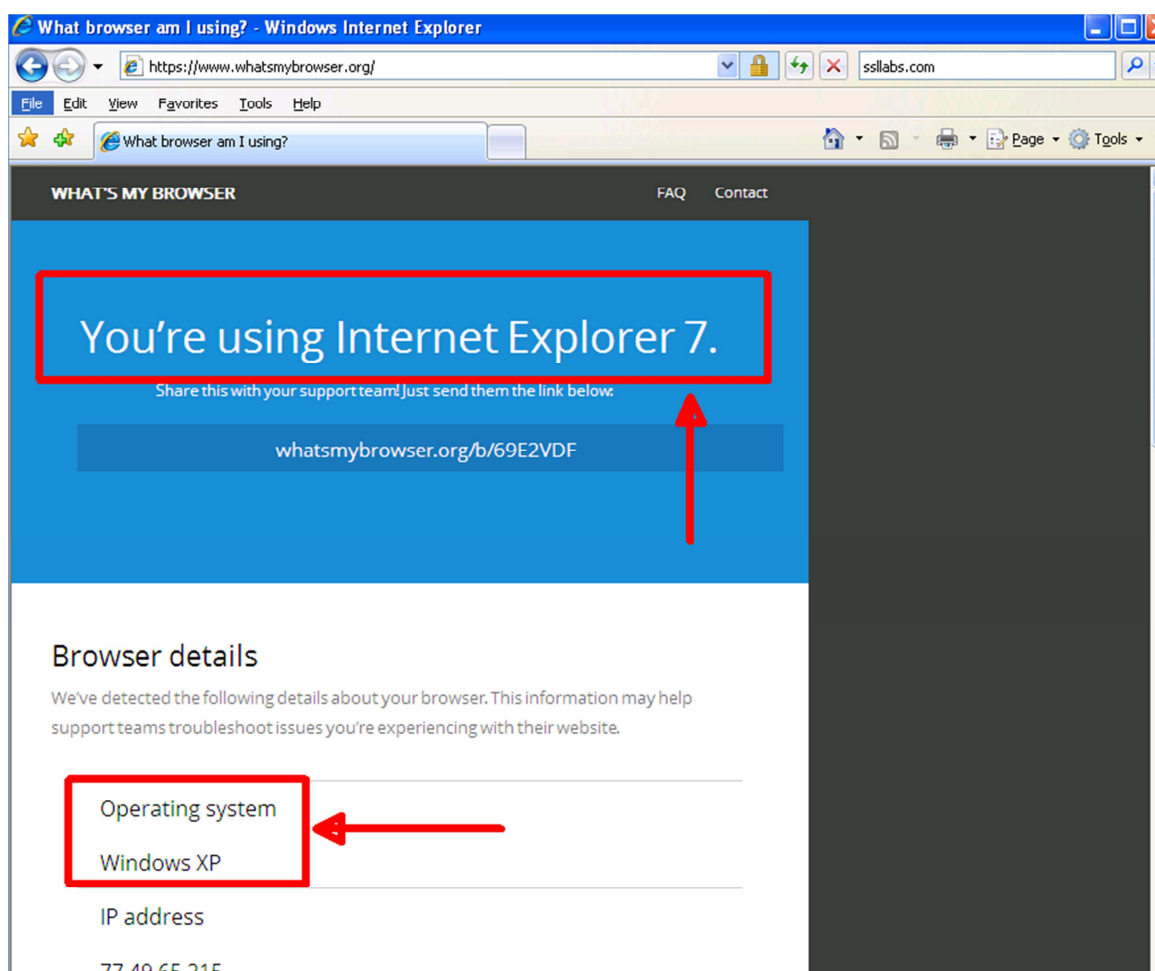 What browser am I using? - Windows Internet Explorer
https://www.whatsmybrowser.org/
ssllabs.com
File Edit View Favorites Tools Help
What browser am I using?
Page Tools
WHAT'S MY BROWSER
FAQ Contact
You're using Internet Explorer 7.
Share this with your support team! Just send them the link below:
whatsmybrowser.org/b/69E2VDF
Browser details
We've detected the following details about your browser. This information may help
support teams troubleshoot issues you're experiencing with their website.
Operating system
Windows XP
IP address
77.49.65.215